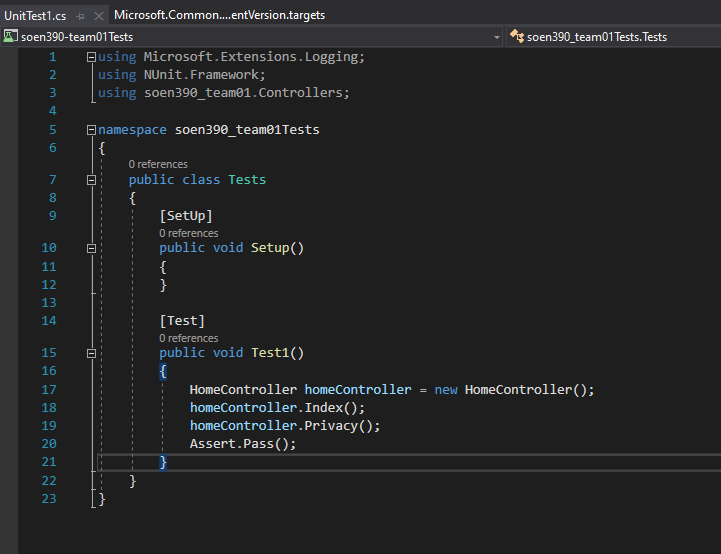 UnitTest1.cs
Microsoft.Common....entVersion.targets
soen390-team01Tests
soen390_team01Tests.Tests
1 using Microsoft.Extensions.Logging;
2 using NUnit.Framework;
3 using soen390_team01.Controllers;
4
5 namespace soen390_team01Tests
6 {
0 references
7 public class Tests
8 {
9 [SetUp]
0 references
10 public void Setup()
11 {
12 }
13
14 [Test]
0 references
15 public void Test1()
16 {
17 HomeController homeController = new HomeController();
18 homeController.Index();
19 homeController.Privacy();
20 Assert.Pass();
21 }
22 }
23 }